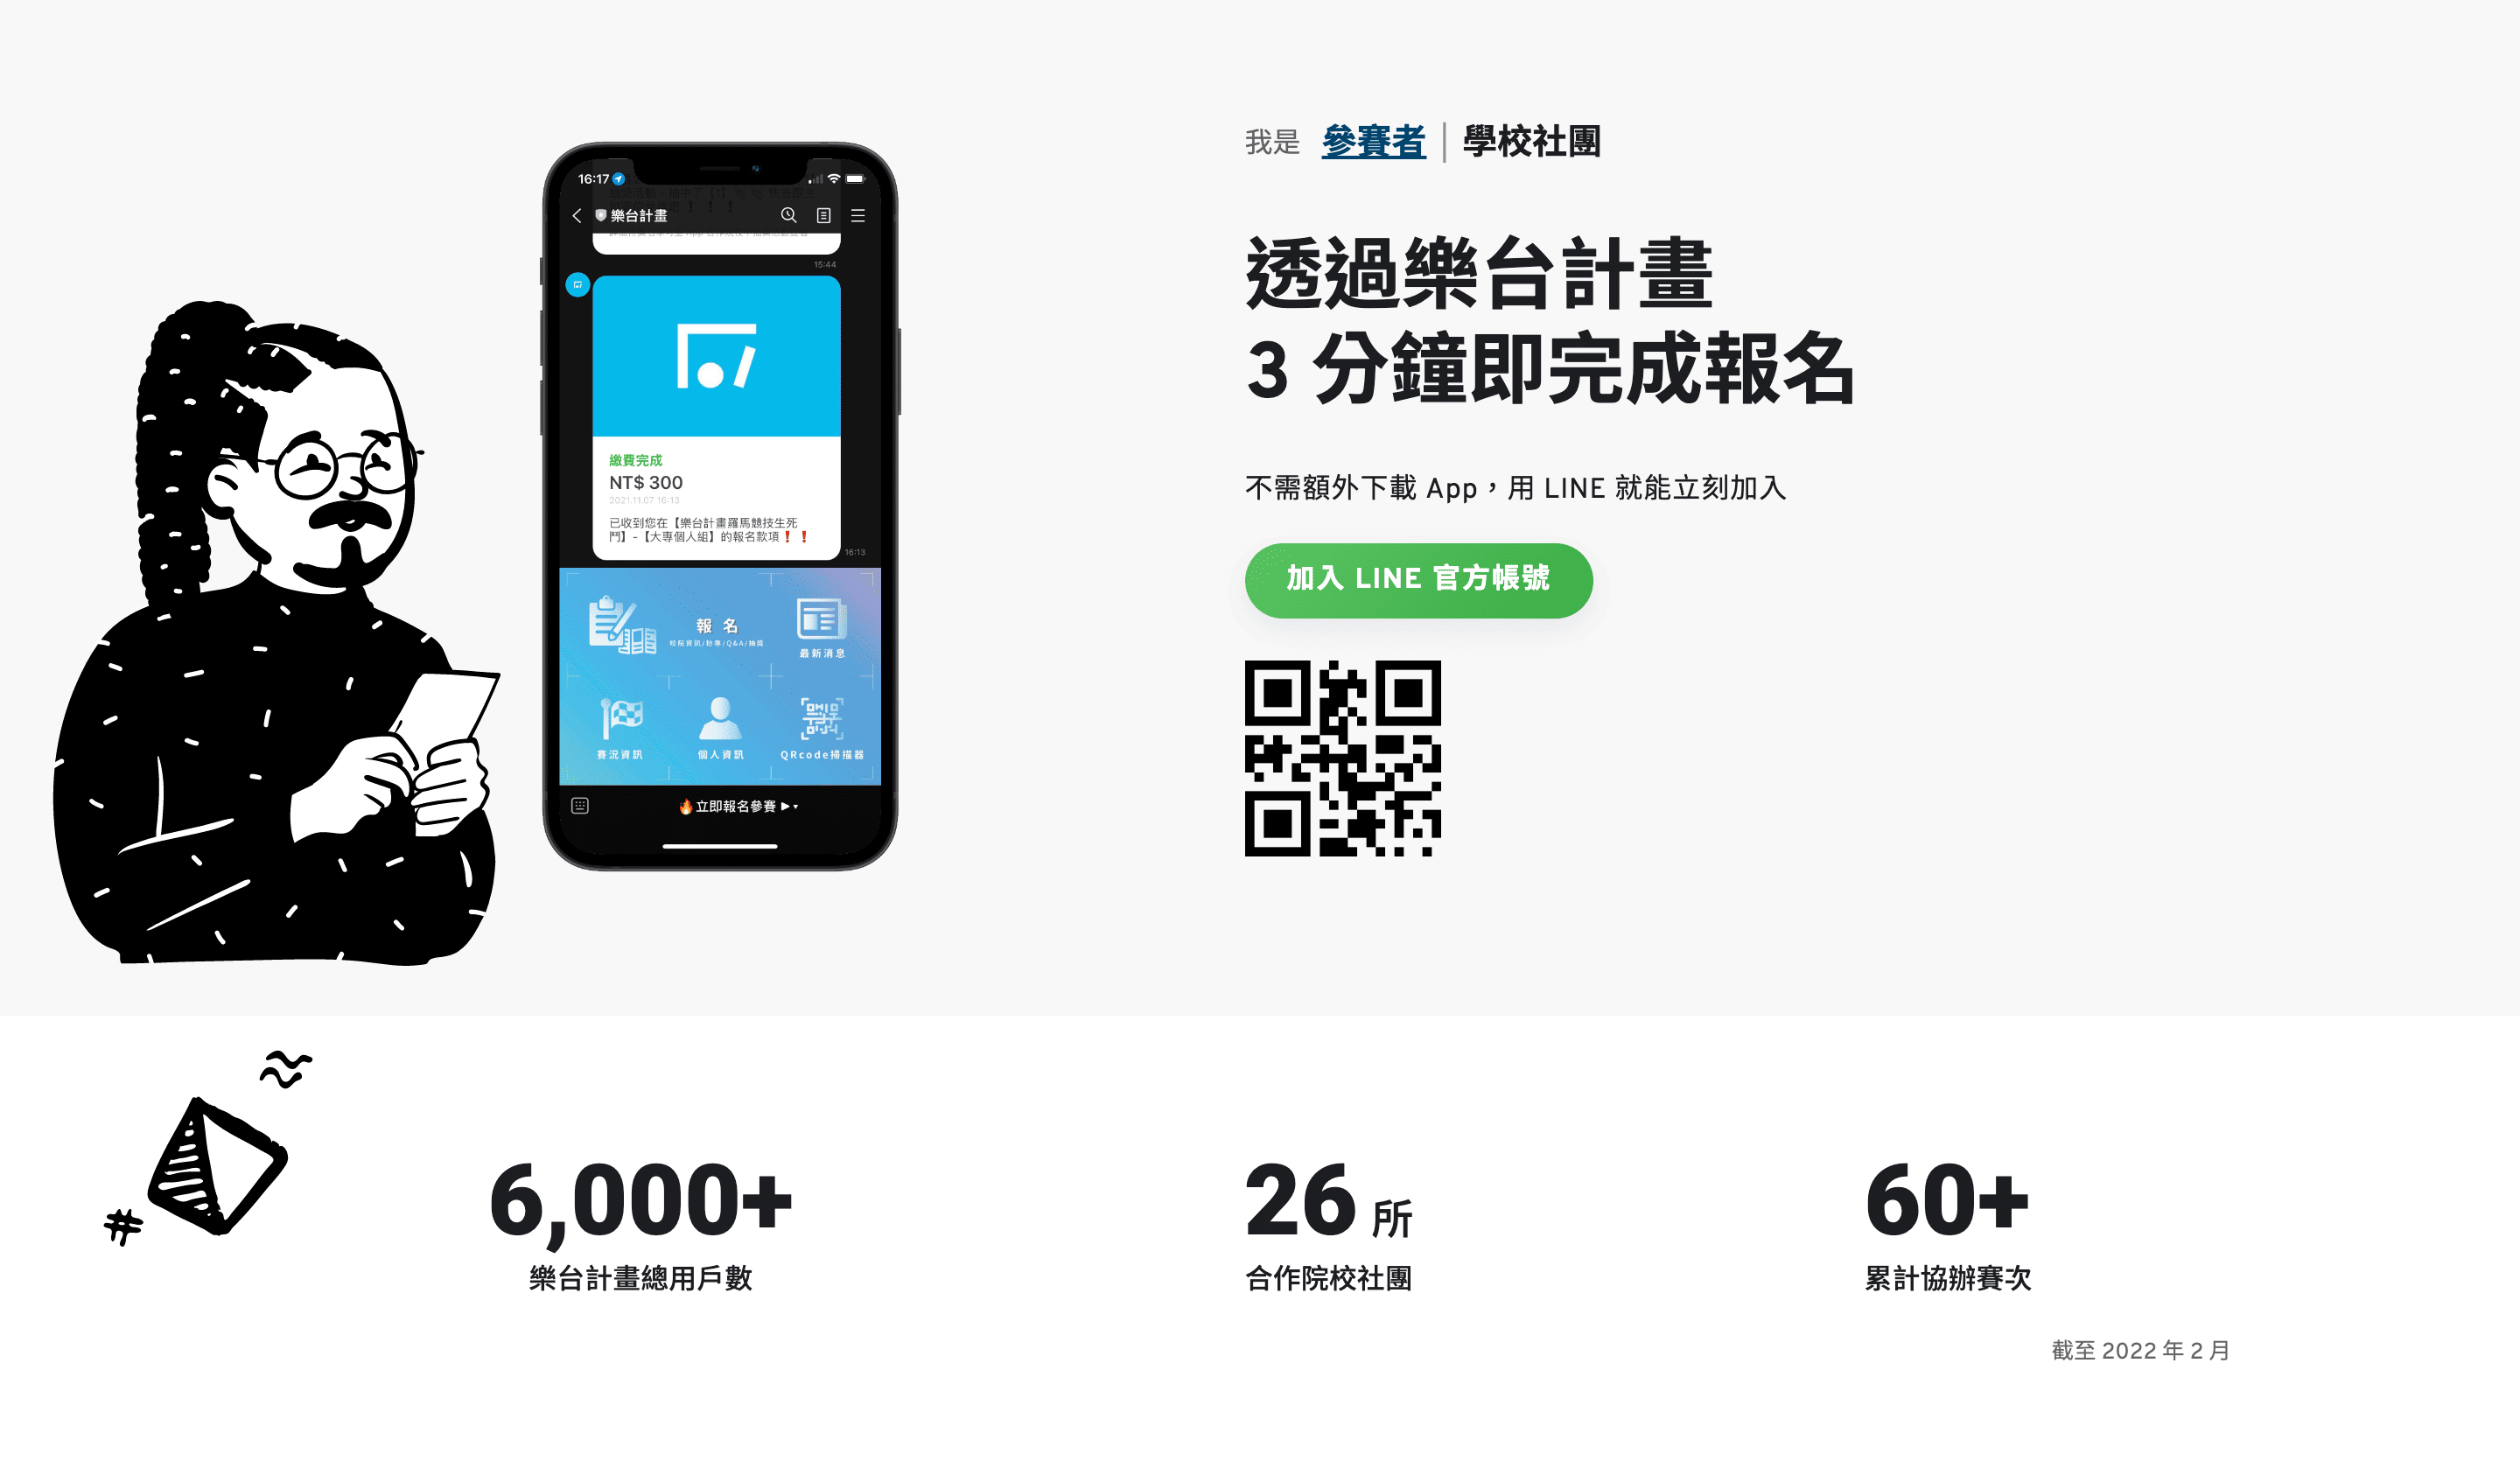 我是 參賽者 | 學校社團
透過樂台計畫
3 分鐘即完成報名
不需額外下載 App，用 LINE 就能立刻加入
加入 LINE 官方帳號
16:17
樂台計畫
15:44
繳費完成
NT$ 300
2021.11.07 16:13
已收到您在【樂台計畫羅馬競技生死
鬥】-【大專個人組】的報名款項❗❗
16:13
報名
校院資訊/粉專/Q&A/抽獎
最新消息
賽況資訊
個人資訊
QRcode掃描器
🔥立即報名參賽 ▶ ▾
6,000+
樂台計畫總用戶數
26 所
合作院校社團
60+
累計協辦賽次
截至 2022 年 2 月